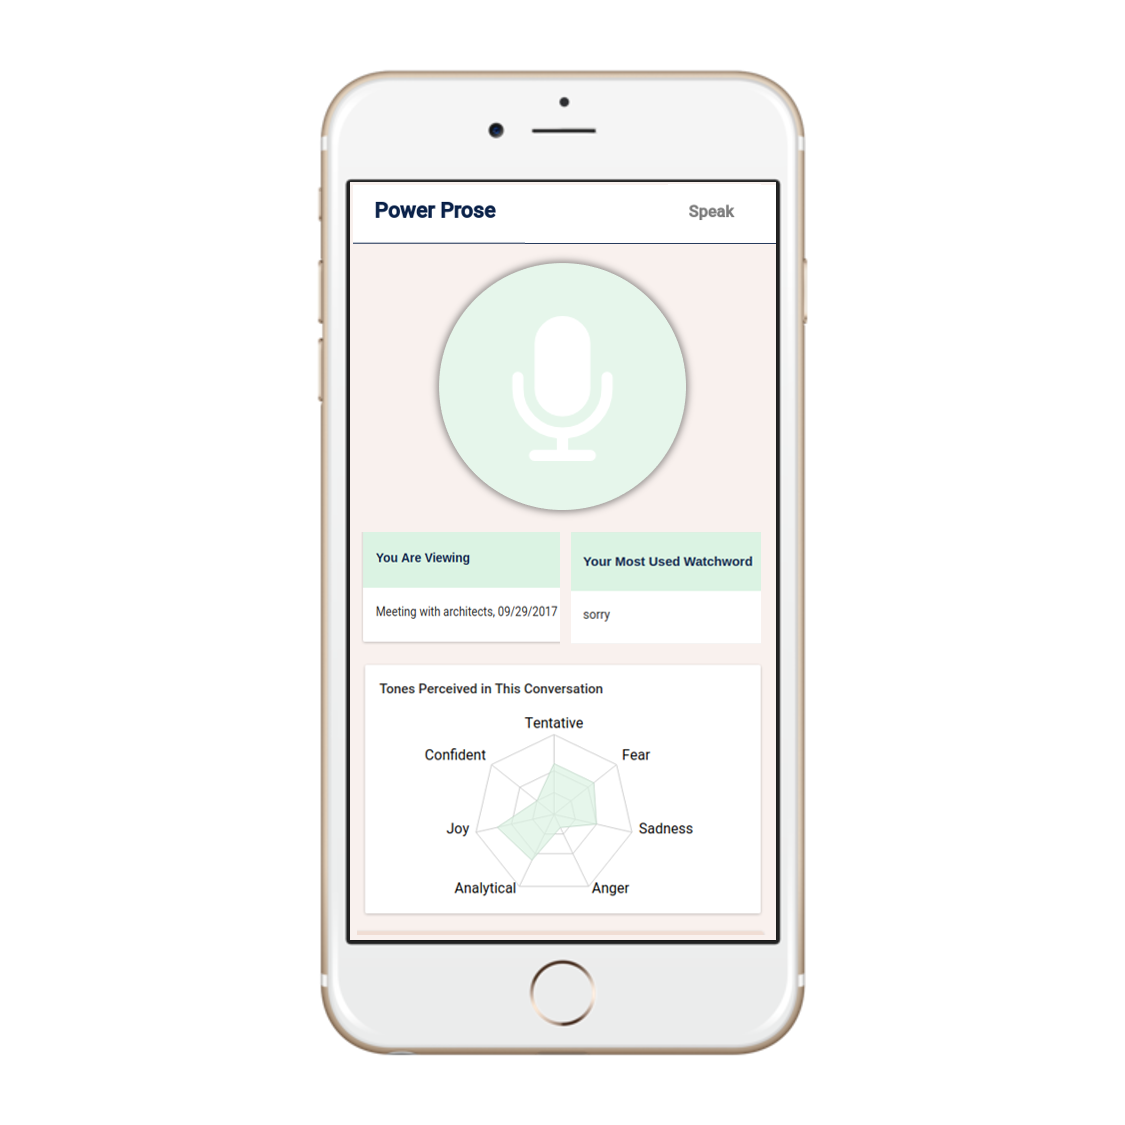 Power Prose
Speak
You Are Viewing
Your Most Used Watchword
Meeting with architects, 09/29/2017
sorry
Tones Perceived in This Conversation
Tentative
Confident
Fear
Joy
Sadness
Analytical
Anger